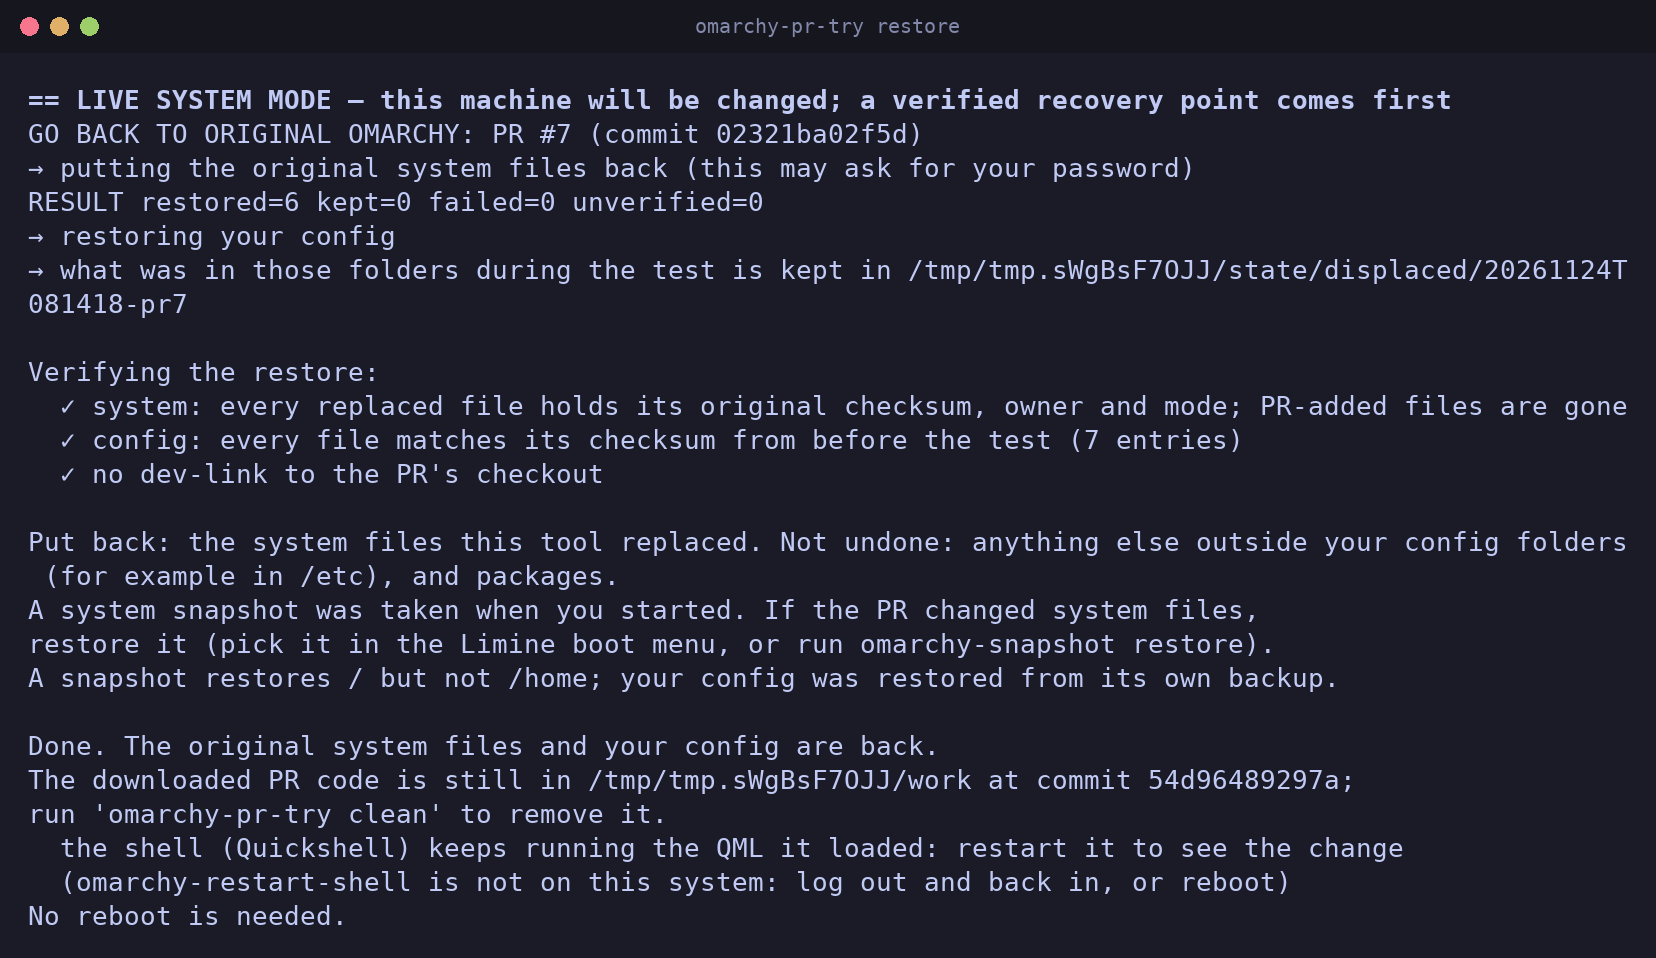 omarchy-pr-try restore
== LIVE SYSTEM MODE — this machine will be changed; a verified recovery point comes first
GO BACK TO ORIGINAL OMARCHY: PR #7 (commit 02321ba02f5d)
→ putting the original system files back (this may ask for your password)
RESULT restored=6 kept=0 failed=0 unverified=0
→ restoring your config
→ what was in those folders during the test is kept in /tmp/tmp.sWgBsF7OJJ/state/displaced/20261124T
081418-pr7
Verifying the restore:
✓ system: every replaced file holds its original checksum, owner and mode; PR-added files are gone
✓ config: every file matches its checksum from before the test (7 entries)
✓ no dev-link to the PR's checkout
Put back: the system files this tool replaced. Not undone: anything else outside your config folders
(for example in /etc), and packages.
A system snapshot was taken when you started. If the PR changed system files,
restore it (pick it in the Limine boot menu, or run omarchy-snapshot restore).
A snapshot restores / but not /home; your config was restored from its own backup.
Done. The original system files and your config are back.
The downloaded PR code is still in /tmp/tmp.sWgBsF7OJJ/work at commit 54d96489297a;
run 'omarchy-pr-try clean' to remove it.
the shell (Quickshell) keeps running the QML it loaded: restart it to see the change
(omarchy-restart-shell is not on this system: log out and back in, or reboot)
No reboot is needed.